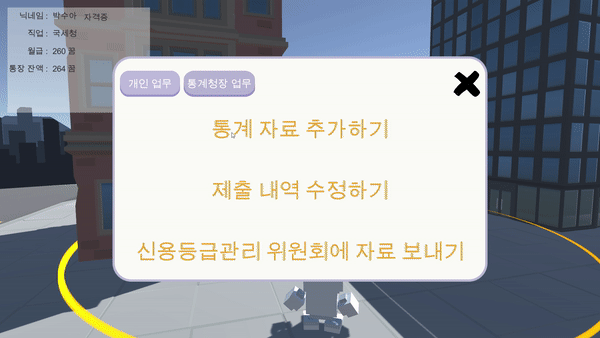 닉네임 : 박수아 자격증
직업 : 국세청
월급 : 260 꿈
통장 잔액 : 264 꿈
개인 업무 통계청장 업무
통계 자료 추가하기
제출 내역 수정하기
신용등급관리 위원회에 자료 보내기